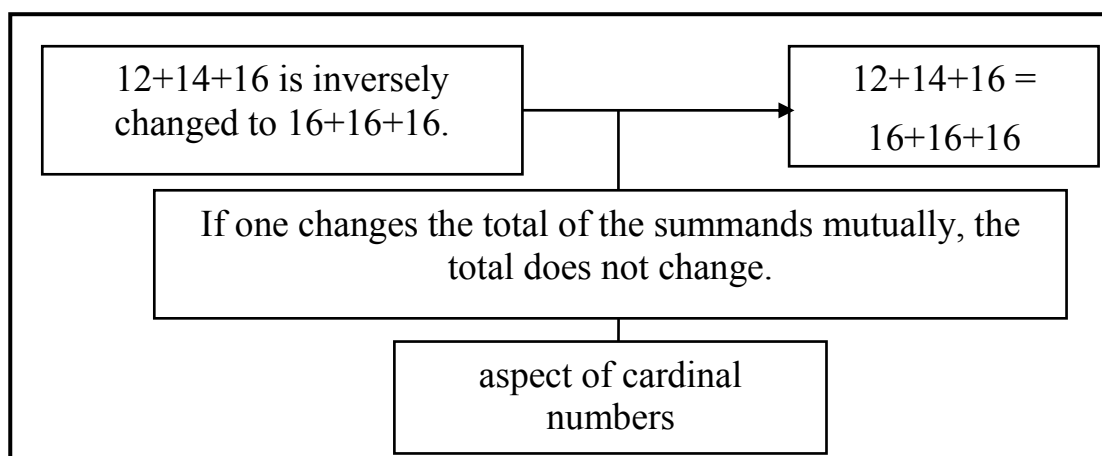 12+14+16 is inversely
changed to 16+16+16.
12+14+16 =
16+16+16
If one changes the total of the summands mutually, the
total does not change.
aspect of cardinal
numbers